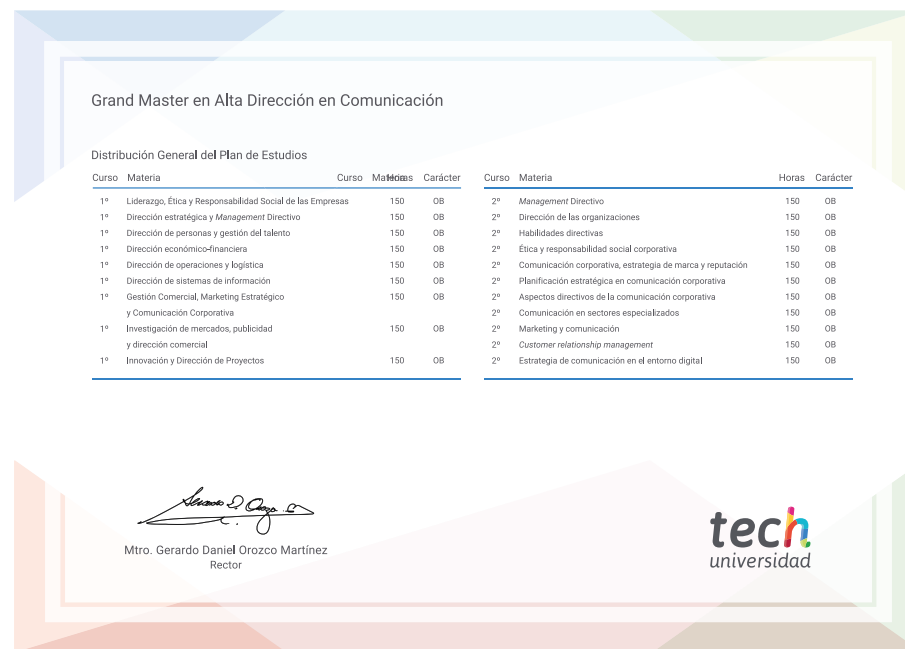 Grand Master en Alta Dirección en Comunicación
Distribución General del Plan de Estudios
Curso Materia Curso Materia Horas Carácter
1º Liderazgo, Ética y Responsabilidad Social de las Empresas 150 OB
1º Dirección estratégica y Management Directivo 150 OB
1º Dirección de personas y gestión del talento 150 OB
1º Dirección económico-financiera 150 OB
1º Dirección de operaciones y logística 150 OB
1º Dirección de sistemas de información 150 OB
1º Gestión Comercial, Marketing Estratégico 150 OB
y Comunicación Corporativa
1º Investigación de mercados, publicidad 150 OB
y dirección comercial
1º Innovación y Dirección de Proyectos 150 OB
Curso Materia Horas Carácter
2º Management Directivo 150 OB
2º Dirección de las organizaciones 150 OB
2º Habilidades directivas 150 OB
2º Ética y responsabilidad social corporativa 150 OB
2º Comunicación corporativa, estrategia de marca y reputación 150 OB
2º Planificación estratégica en comunicación corporativa 150 OB
2º Aspectos directivos de la comunicación corporativa 150 OB
2º Comunicación en sectores especializados 150 OB
2º Marketing y comunicación 150 OB
2º Customer relationship management 150 OB
2º Estrategia de comunicación en el entorno digital 150 OB
Mtro. Gerardo Daniel Orozco Martínez
Rector
tech
universidad